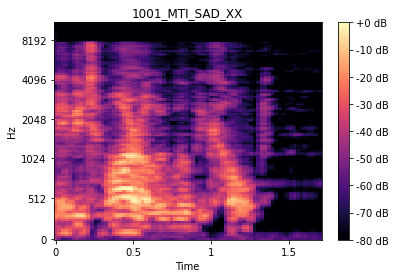 1001_MTI_SAD_XX
Hz
8192
4096
2048
1024
512
0
0
0.5
1
1.5
Time
+0 dB
-10 dB
-20 dB
-30 dB
-40 dB
-50 dB
-60 dB
-70 dB
-80 dB